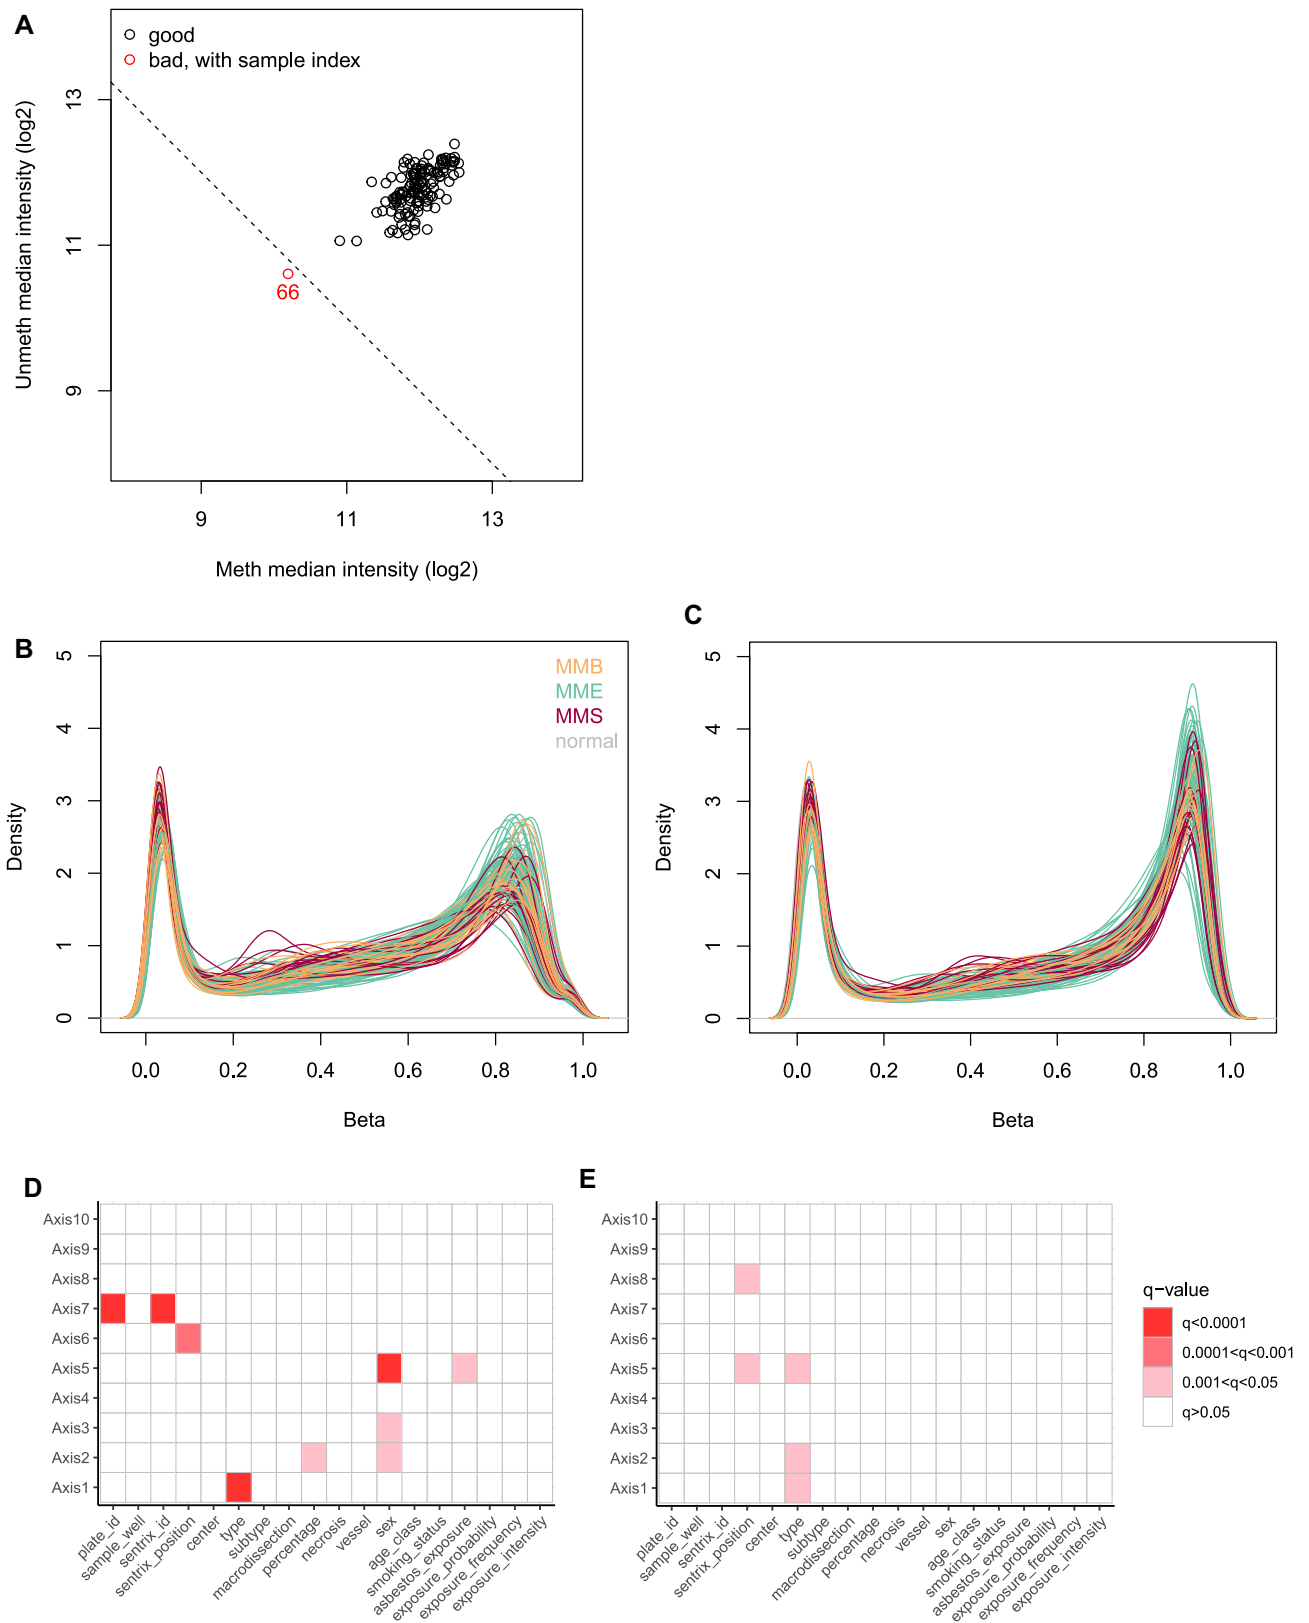 A
good
bad, with sample index
66
13
11
9
Unmeth median intensity (log2)
9
11
13
Meth median intensity (log2)
B
MMB
MME
MMS
normal
5
4
3
2
1
0
Density
0.0
0.2
0.4
0.6
0.8
1.0
Beta
C
5
4
3
2
1
0
Density
0.0
0.2
0.4
0.6
0.8
1.0
Beta
D
Axis10
Axis9
Axis8
Axis7
Axis6
Axis5
Axis4
Axis3
Axis2
Axis1
plate_id
sample_well
sentrix_id
sentrix_position
center
type
subtype
macrodissection
percentage
necrosis
vessel
sex
age_class
smoking_status
asbestos_exposure
exposure_probability
exposure_frequency
exposure_intensity
E
Axis10
Axis9
Axis8
Axis7
Axis6
Axis5
Axis4
Axis3
Axis2
Axis1
plate_id
sample_well
sentrix_id
sentrix_position
center
type
subtype
macrodissection
percentage
necrosis
vessel
sex
age_class
smoking_status
asbestos_exposure
exposure_probability
exposure_frequency
exposure_intensity
q−value
q<0.0001
0.0001<q<0.001
0.001<q<0.05
q>0.05